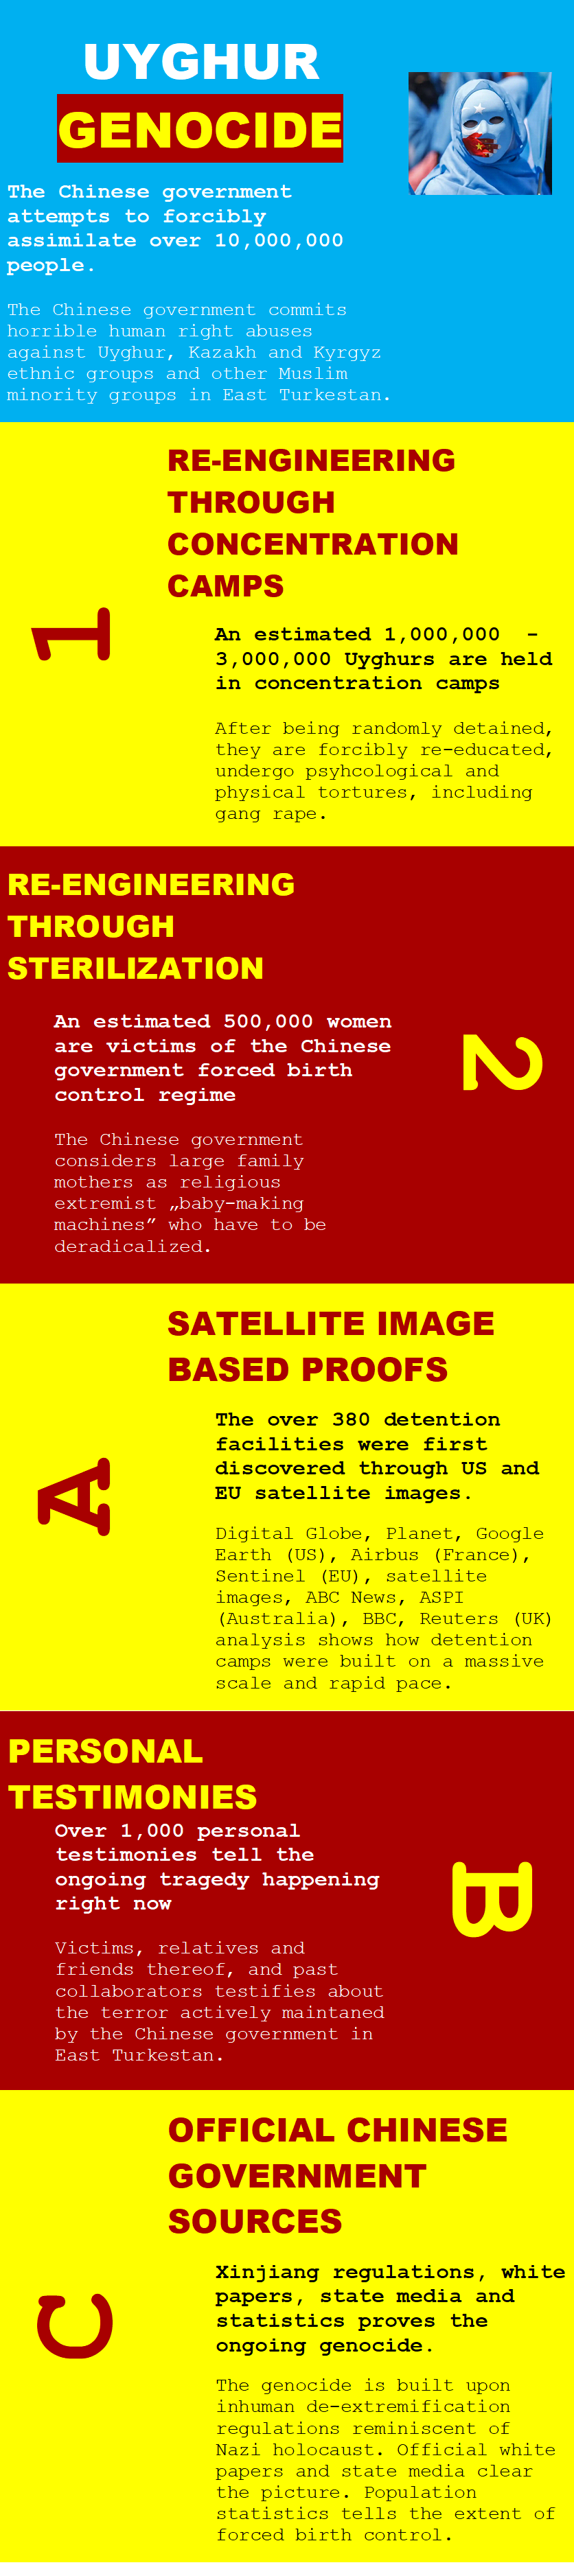 UYGHUR
GENOCIDE
The Chinese government
attempts to forcibly
assimilate over 10,000,000
people.
The Chinese government commits
horrible human right abuses
against Uyghur, Kazakh and Kyrgyz
ethnic groups and other Muslim
minority groups in East Turkestan.
RE-ENGINEERING
THROUGH
CONCENTRATION
CAMPS
1
An estimated 1,000,000 -
3,000,000 Uyghurs are held
in concentration camps
After being randomly detained,
they are forcibly re-educated,
undergo psyhcological and
physical tortures, including
gang rape.
RE-ENGINEERING
THROUGH
STERILIZATION
An estimated 500,000 women
are victims of the Chinese
government forced birth
control regime
2
The Chinese government
considers large family
mothers as religious
extremist „baby-making
machines” who have to be
deradicalized.
SATELLITE IMAGE
BASED PROOFS
A
The over 380 detention
facilities were first
discovered through US and
EU satellite images.
Digital Globe, Planet, Google
Earth (US), Airbus (France),
Sentinel (EU), satellite
images, ABC News, ASPI
(Australia), BBC, Reuters (UK)
analysis shows how detention
camps were built on a massive
scale and rapid pace.
PERSONAL
TESTIMONIES
Over 1,000 personal
testimonies tell the
ongoing tragedy happening
right now
B
Victims, relatives and
friends thereof, and past
collaborators testifies about
the terror actively maintaned
by the Chinese government in
East Turkestan.
OFFICIAL CHINESE
GOVERNMENT
SOURCES
C
Xinjiang regulations, white
papers, state media and
statistics proves the
ongoing genocide.
The genocide is built upon
inhuman de-extremification
regulations reminiscent of
Nazi holocaust. Official white
papers and state media clear
the picture. Population
statistics tells the extent of
forced birth control.